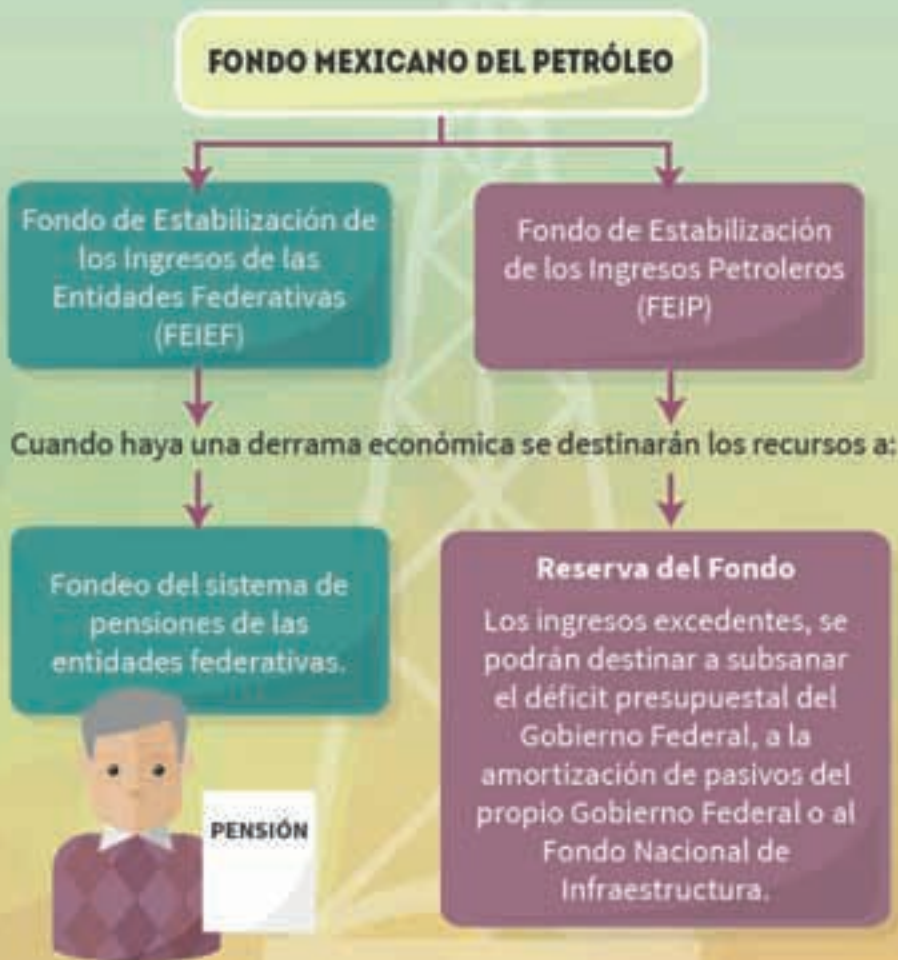 FONDO MEXICANO DEL PETRÓLEO
Fondo de Estabilización de
los Ingresos de las
Entidades Federativas
(FEIEF)
Fondo de Estabilización
de los Ingresos Petroleros
(FEIP)
Cuando haya una derrama económica se destinarán los recursos a:
Fondeo del sistema de
pensiones de las
entidades federativas.
PENSIÓN
Reserva del Fondo
Los ingresos excedentes, se
podrán destinar a subsanar
el déficit presupuestal del
Gobierno Federal, a la
amortización de pasivos del
propio Gobierno Federal o al
Fondo Nacional de
Infraestructura.